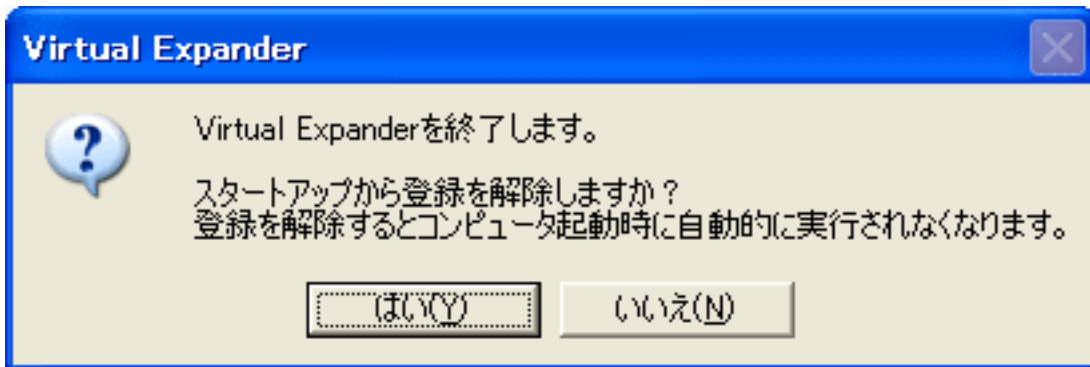 Virtual Expander
Virtual Expanderを終了します。
スタートアップから登録を解除しますか？
登録を解除するとコンピュータ起動時に自動的に実行されなくなります。
はい(Y)
いいえ(N)